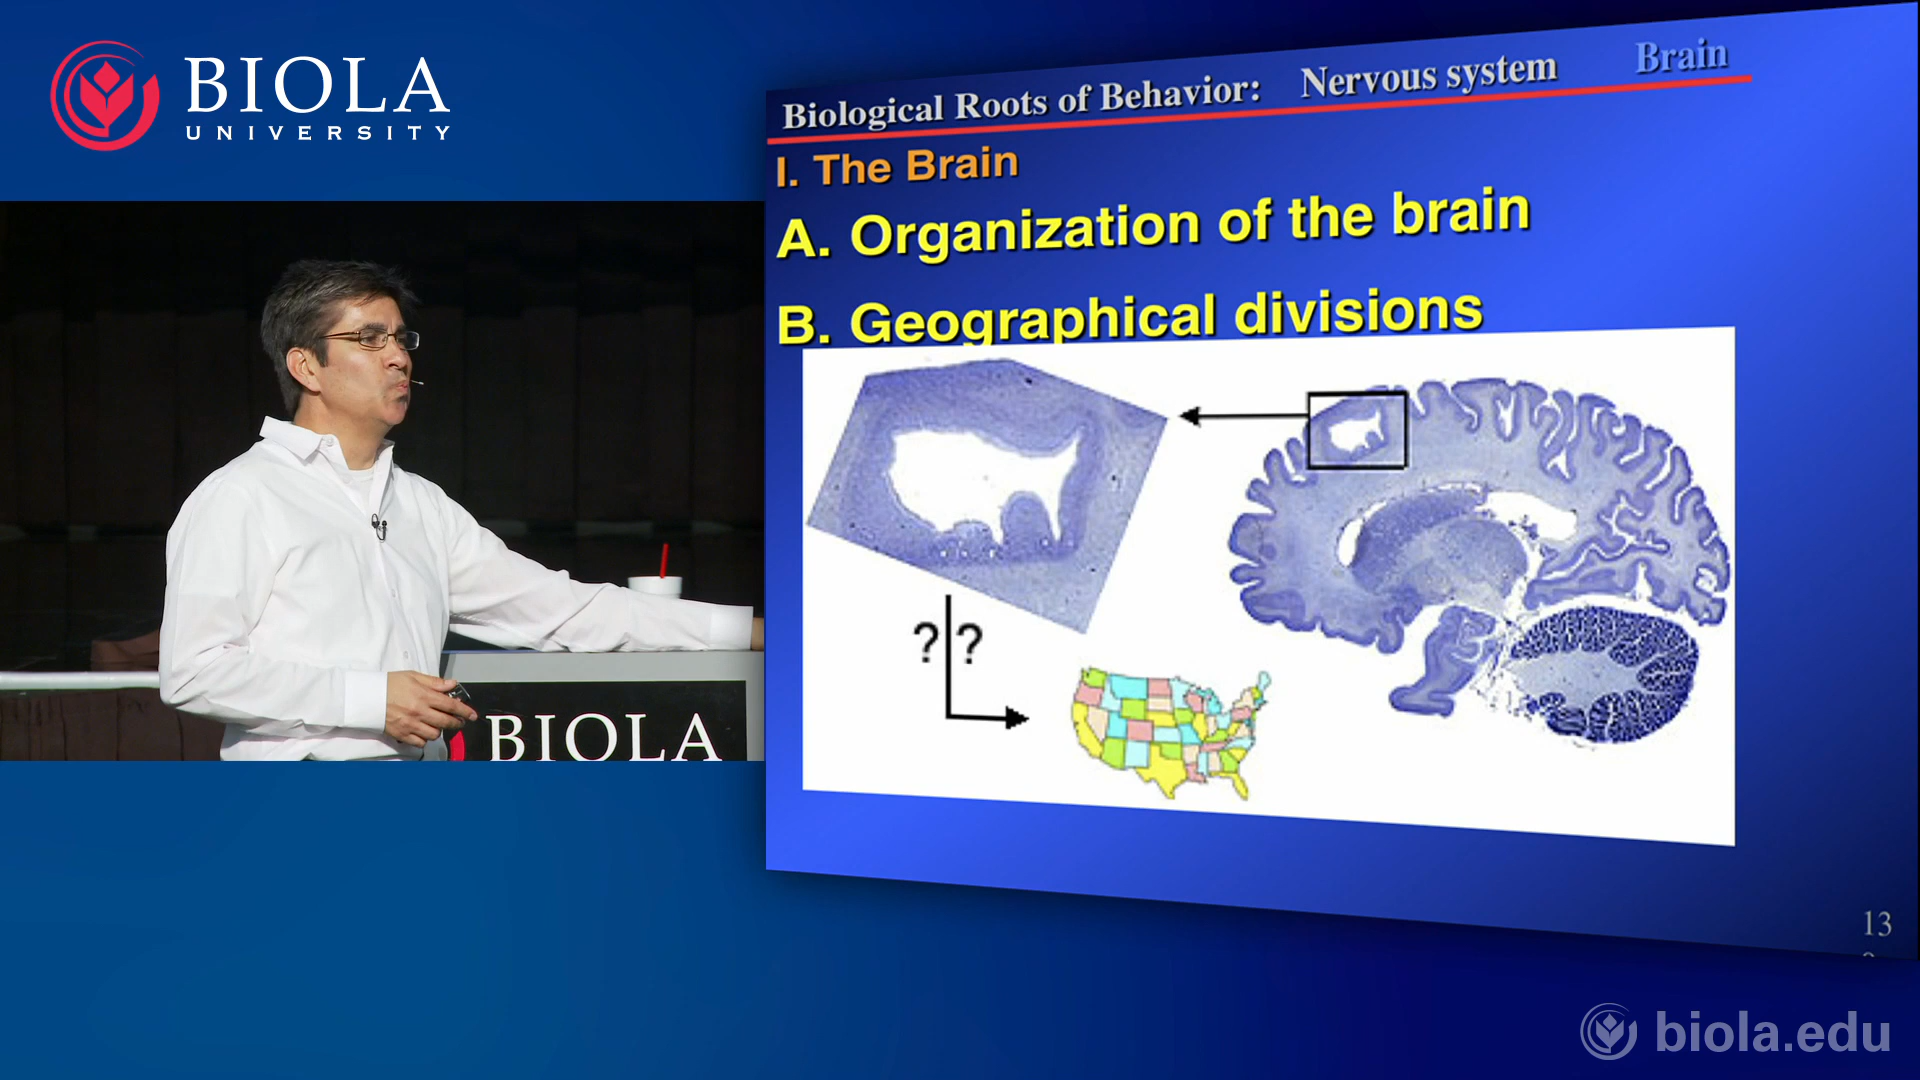 BIOLA
UNIVERSITY
Biological Roots of Behavior: Nervous system Brain
I. The Brain
A. Organization of the brain
B. Geographical divisions
? ?
BIOLA
13
biola.edu